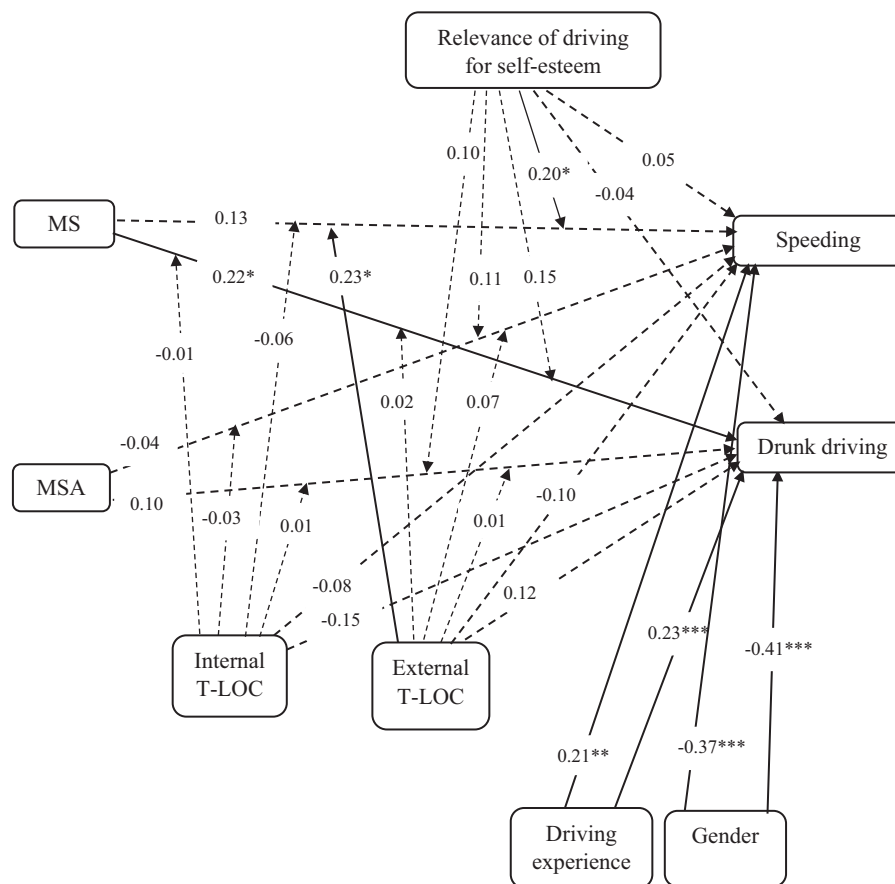 Relevance of driving
for self-esteem
0.10
0.20*
0.05
-0.04
MS
0.13
Speeding
0.22*
0.23*
0.11
0.15
-0.01
-0.06
0.02
0.07
-0.04
Drunk driving
MSA
0.10
-0.03
0.01
0.01
-0.10
-0.08
-0.15
0.12
Internal
T-LOC
External
T-LOC
0.23***
-0.41***
0.21**
-0.37***
Driving
experience
Gender